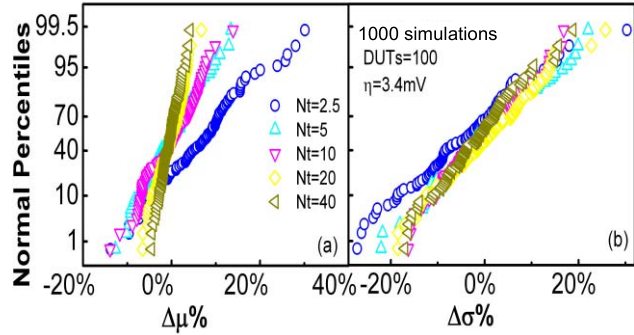 Normal Percentiles
99.5
95
70
40
10
1
Nt=2.5
Nt=5
Nt=10
Nt=20
Nt=40
(a)
-20% 0% 20% 40%
Δμ%
1000 simulations
DUTs=100
η=3.4mV
(b)
-20% 0% 20%
Δσ%